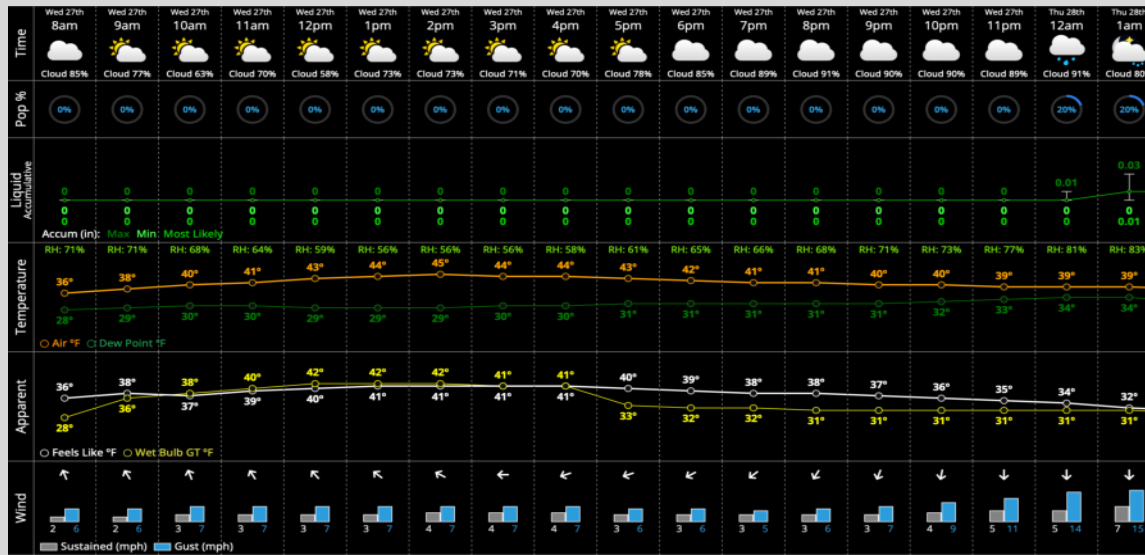 Time
Wed 27th Wed 27th Wed 27th Wed 27th Wed 27th Wed 27th Wed 27th Wed 27th Wed 27th Wed 27th Wed 27th Wed 27th Wed 27th Wed 27th Wed 27th Wed 27th Thu 28th Thu 28th
8am 9am 10am 11am 12pm 1pm 2pm 3pm 4pm 5pm 6pm 7pm 8pm 9pm 10pm 11pm 12am 1am
Cloud 85% Cloud 77% Cloud 63% Cloud 70% Cloud 58% Cloud 73% Cloud 73% Cloud 71% Cloud 70% Cloud 78% Cloud 85% Cloud 89% Cloud 91% Cloud 90% Cloud 90% Cloud 89% Cloud 91% Cloud 80%
Pop %
0% 0% 0% 0% 0% 0% 0% 0% 0% 0% 0% 0% 0% 0% 0% 0% 20% 20%
Liquid
Accumulative
0 0 0 0 0 0 0 0 0 0 0 0 0 0 0 0 0.01 0.03
0 0 0 0 0 0 0 0 0 0 0 0 0 0 0 0 0 0
0 0 0 0 0 0 0 0 0 0 0 0 0 0 0 0 0 0.01
Accum (in): Max Min Most Likely
Temperature
RH: 71% RH: 71% RH: 68% RH: 64% RH: 59% RH: 56% RH: 56% RH: 56% RH: 58% RH: 61% RH: 65% RH: 66% RH: 68% RH: 71% RH: 73% RH: 77% RH: 81% RH: 83%
36° 38° 40° 41° 43° 44° 45° 44° 44° 43° 42° 41° 41° 40° 40° 39° 39° 39°
28° 29° 30° 30° 29° 29° 29° 30° 30° 31° 31° 31° 31° 31° 32° 33° 34° 34°
Air °F Dew Point °F
Apparent
36° 38° 38° 40° 42° 42° 42° 41° 41° 40° 39° 38° 38° 37° 36° 35° 34° 32°
28° 36° 37° 39° 40° 41° 41° 41° 41° 33° 32° 32° 31° 31° 31° 31° 31° 31°
Feels Like °F Wet Bulb GT °F
Wind
2 6 2 6 3 7 3 7 3 7 3 7 4 7 4 7 4 7 3 6 3 6 3 5 3 6 3 7 4 9 5 11 5 14 7 15
Sustained (mph) Gust (mph)